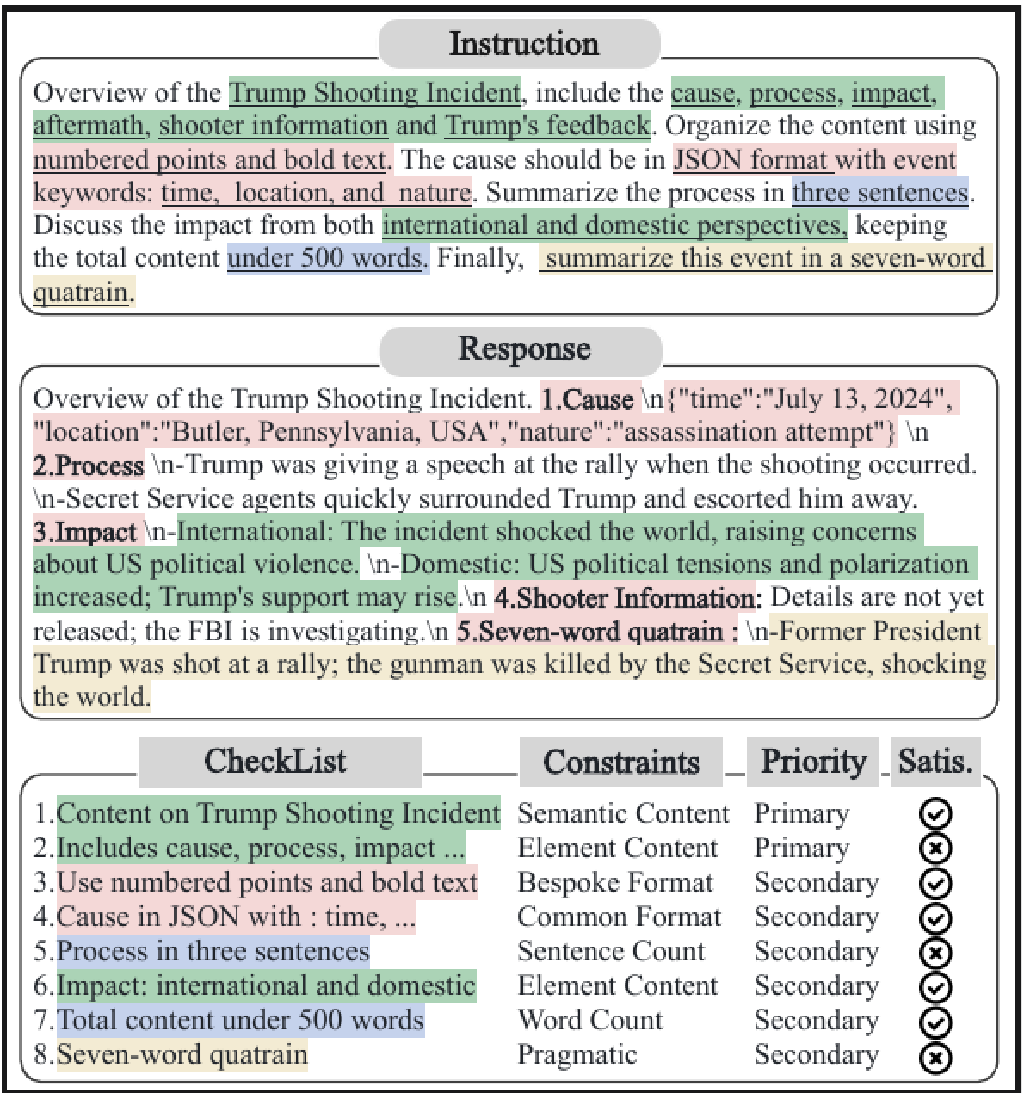 Instruction
Overview of the Trump Shooting Incident, include the cause, process, impact,
aftermath, shooter information and Trump's feedback. Organize the content using
numbered points and bold text. The cause should be in JSON format with event
keywords: time, location, and nature. Summarize the process in three sentences.
Discuss the impact from both international and domestic perspectives, keeping
the total content under 500 words. Finally, summarize this event in a seven-word
quatrain.
Response
Overview of the Trump Shooting Incident. 1.Cause \n{"time":"July 13, 2024",
"location":"Butler, Pennsylvania, USA","nature":"assassination attempt"} \n
2.Process \n-Trump was giving a speech at the rally when the shooting occurred.
\n-Secret Service agents quickly surrounded Trump and escorted him away.
3.Impact \n-International: The incident shocked the world, raising concerns
about US political violence. \n-Domestic: US political tensions and polarization
increased; Trump's support may rise.\n 4.Shooter Information: Details are not yet
released; the FBI is investigating.\n 5.Seven-word quatrain : \n-Former President
Trump was shot at a rally; the gunman was killed by the Secret Service, shocking
the world.
CheckList Constraints Priority Satis.
1.Content on Trump Shooting Incident Semantic Content Primary
2.Includes cause, process, impact ... Element Content Primary
3.Use numbered points and bold text Bespoke Format Secondary
4.Cause in JSON with : time, ... Common Format Secondary
5.Process in three sentences Sentence Count Secondary
6.Impact: international and domestic Element Content Secondary
7.Total content under 500 words Word Count Secondary
8.Seven-word quatrain Pragmatic Secondary